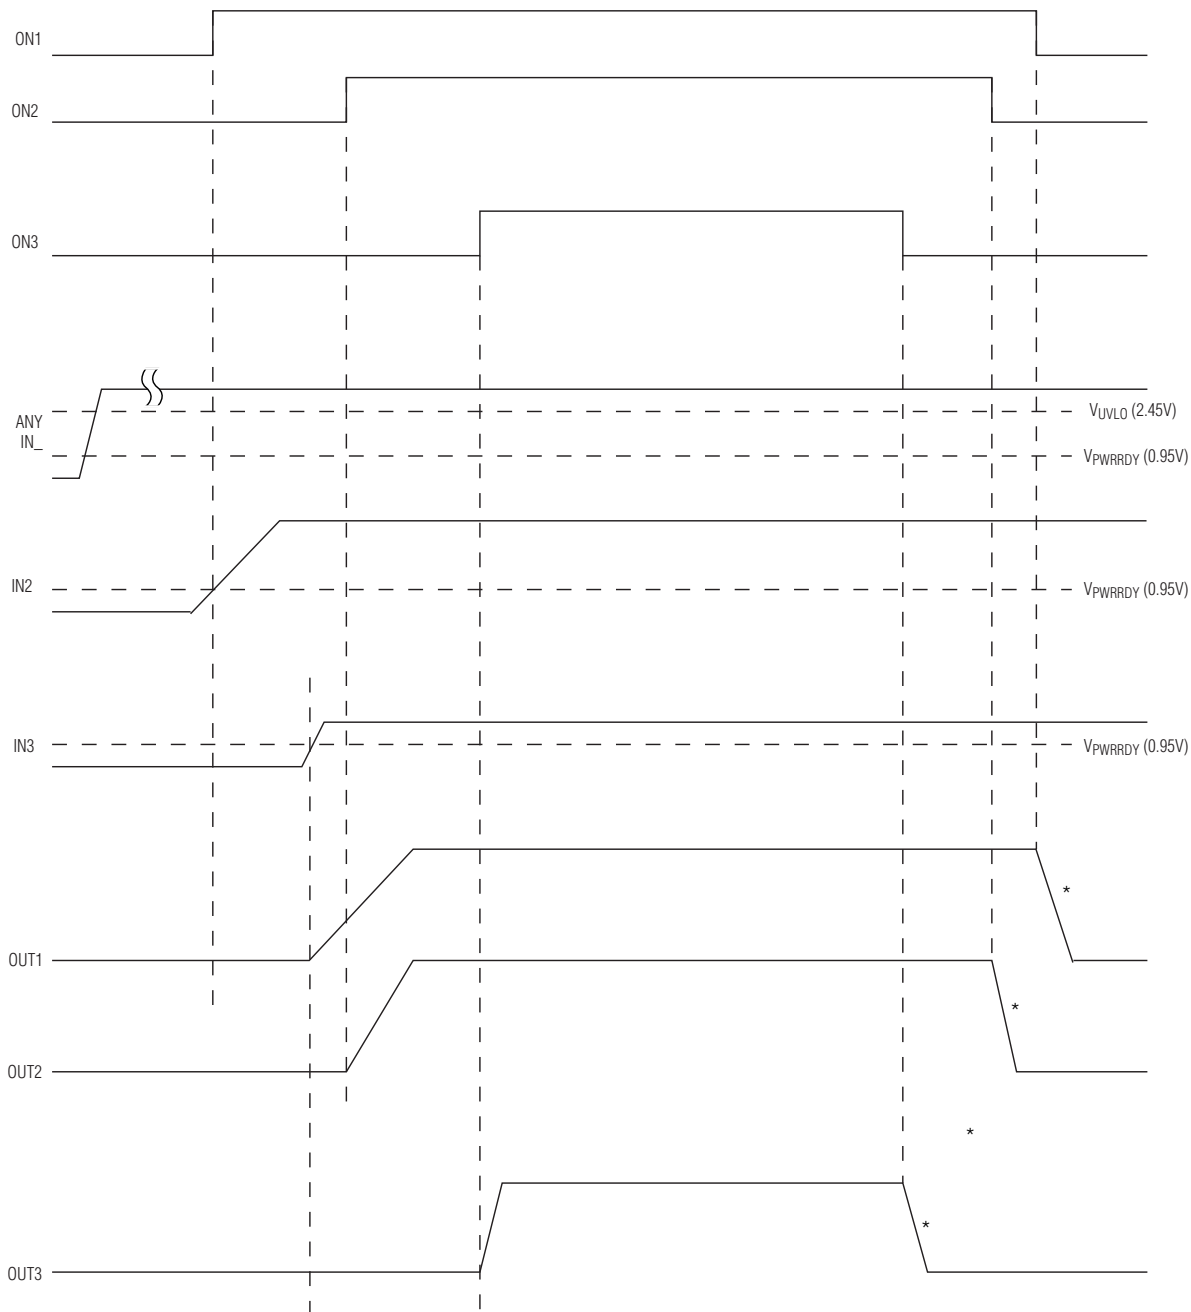 ON1
ON2
ON3
ANY
IN_
VUVLO (2.45V)
VPWRRDY (0.95V)
IN2
VPWRRDY (0.95V)
IN3
VPWRRDY (0.95V)
*
OUT1
*
OUT2
*
*
OUT3